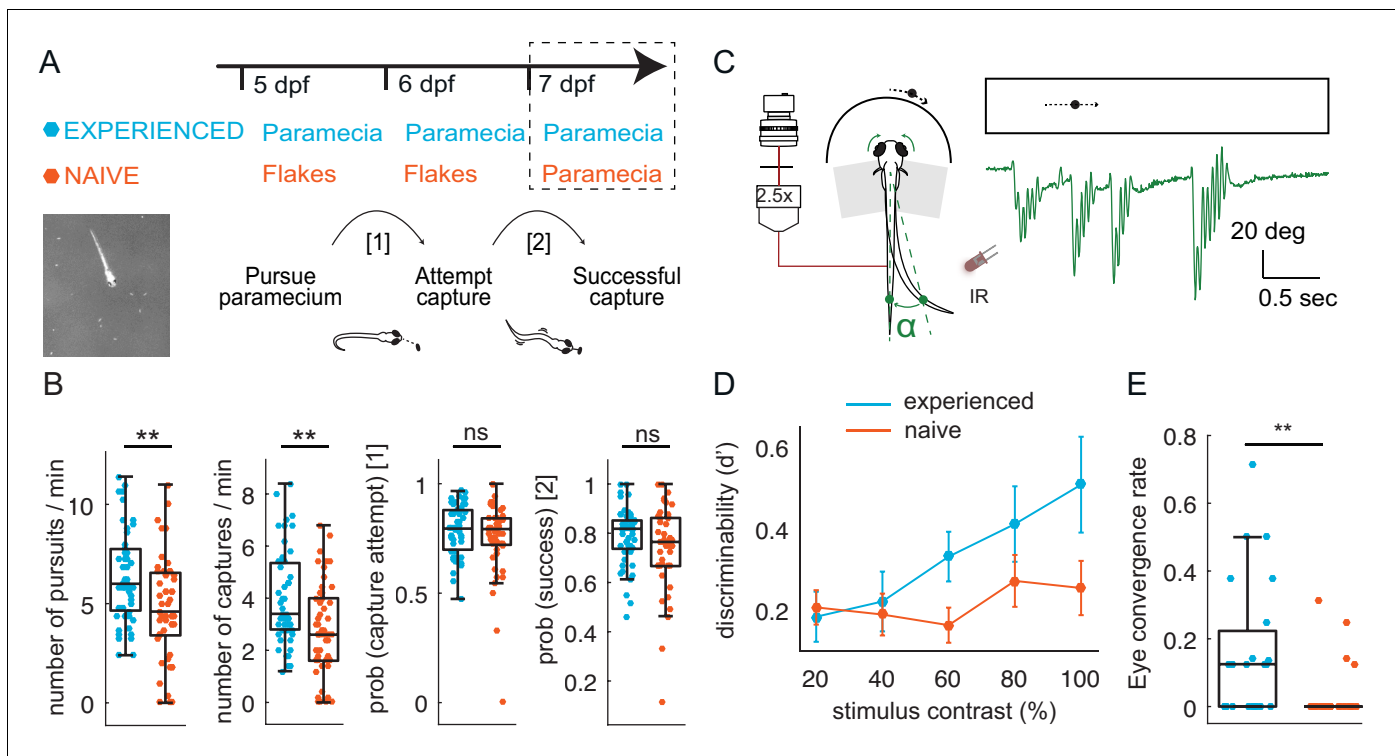 A
5 dpf 6 dpf 7 dpf
EXPERIENCED Paramecia Paramecia Paramecia
NAIVE Flakes Flakes Paramecia
[1] [2]
Pursue paramecium
Attempt capture
Successful capture
B
number of pursuits / min
10
5
0
**
number of captures / min
8
6
4
2
0
**
prob (capture attempt) [1]
1
0.5
0
ns
prob (success) [2]
1
0.8
0.6
0.4
0.2
ns
C
2.5x
α
IR
20 deg
0.5 sec
D
experienced
naive
discriminability (d')
0.6
0.4
0.2
20 40 60 80 100
stimulus contrast (%)
E
**
Eye convergence rate
0.8
0.6
0.4
0.2
0